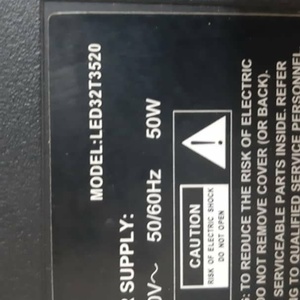 MODEL:LED32T3520
SUPPLY:
50/60Hz 50W
CAUTION
RISK OF ELECTRIC SHOCK
DO NOT OPEN
TO REDUCE THE RISK OF ELECTRIC
NOT REMOVE COVER (OR BACK).
SERVICEABLE PARTS INSIDE. REFER
TO QUALIFIED SERVICE PERSONNEL